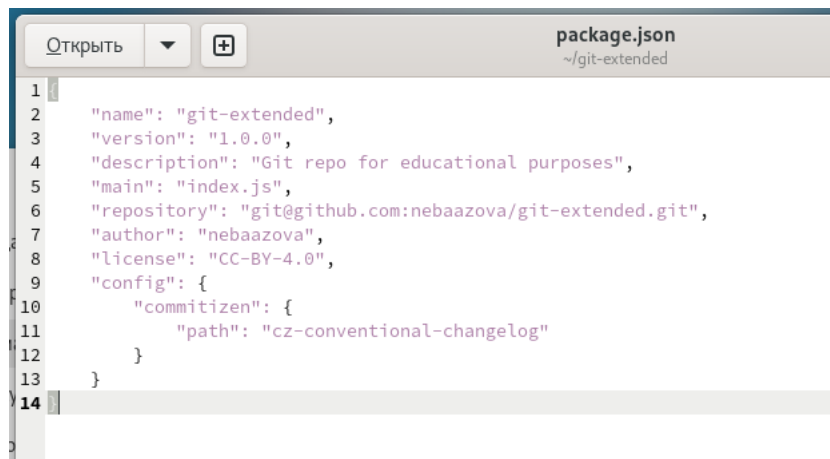 Открыть
package.json
~/git-extended
1 {
2     "name": "git-extended",
3     "version": "1.0.0",
4     "description": "Git repo for educational purposes",
5     "main": "index.js",
6     "repository": "git@github.com:nebaazova/git-extended.git",
7     "author": "nebaazova",
8     "license": "CC-BY-4.0",
9     "config": {
10         "commitizen": {
11             "path": "cz-conventional-changelog"
12         }
13     }
14 }